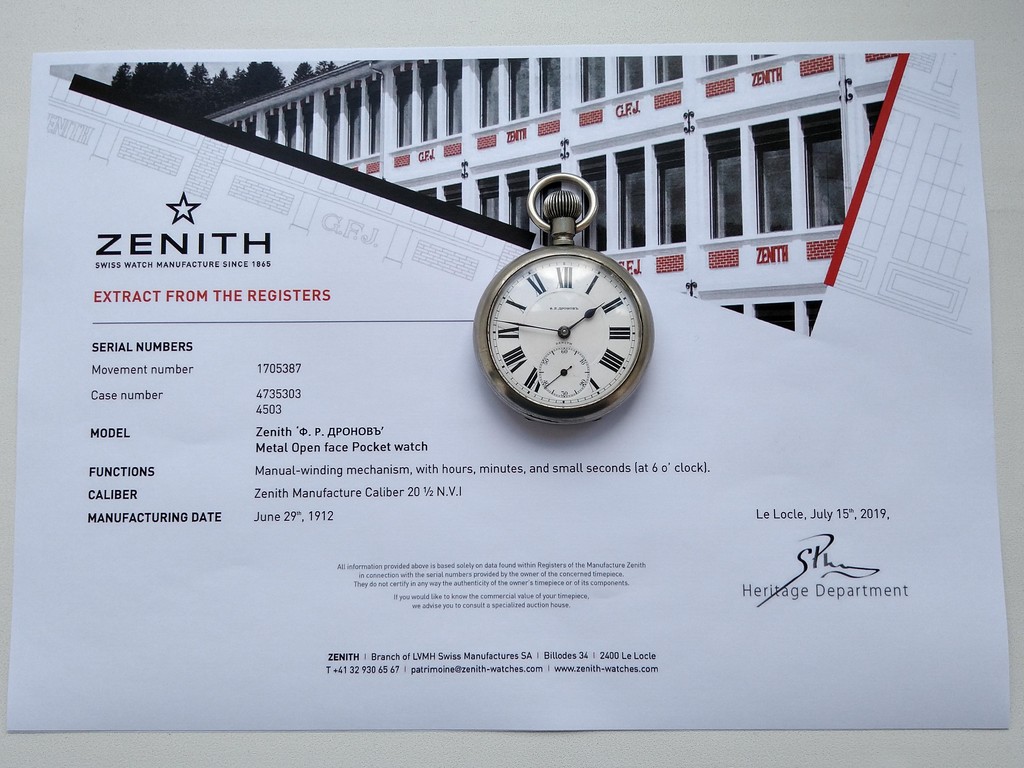 ZENITH
G.F.J.
ZENITH
ZENITH
G.F.J.
ZENITH
G.F.J.
ZENITH
G.F.J.
ZENITH
SWISS WATCH MANUFACTURE SINCE 1865
EXTRACT FROM THE REGISTERS
XII
Ф. Р. ДРОНОВЪ
ZENITH
60
SERIAL NUMBERS
Movement number 1705387
Case number 4735303
4503
MODEL Zenith ‘Ф. Р. ДРОНОВЪ’
Metal Open face Pocket watch
FUNCTIONS Manual-winding mechanism, with hours, minutes, and small seconds (at 6 o’ clock).
CALIBER Zenith Manufacture Caliber 20 ½ N.V.I
MANUFACTURING DATE June 29th, 1912
Le Locle, July 15th, 2019,
Heritage Department
All information provided above is based solely on data found within Registers of the Manufacture Zenith
in connection with the serial numbers provided by the owner of the concerned timepiece.
They do not certify in any way the authenticity of the owner's timepiece or of its components.
If you would like to know the commercial value of your timepiece,
we advise you to consult a specialized auction house.
ZENITH | Branch of LVMH Swiss Manufactures SA | Billodes 34 | 2400 Le Locle
T +41 32 930 65 67 | patrimoine@zenith-watches.com | www.zenith-watches.com